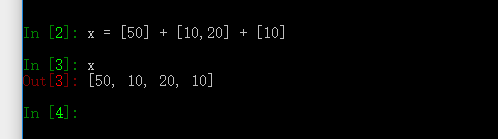 In [2]: x = [50] + [10,20] + [10]
In [3]: x
Out[3]: [50, 10, 20, 10]
In [4]: